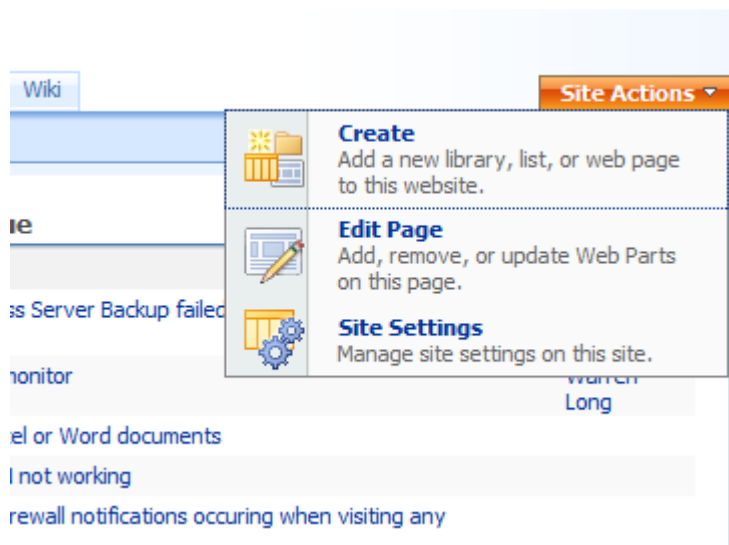 Wiki
Site Actions
Create
Add a new library, list, or web page
to this website.
Edit Page
Add, remove, or update Web Parts
on this page.
Site Settings
Manage site settings on this site.
ue
ss Server Backup failed
monitor
Warren
Long
cel or Word documents
not working
rewall notifications occuring when visiting any